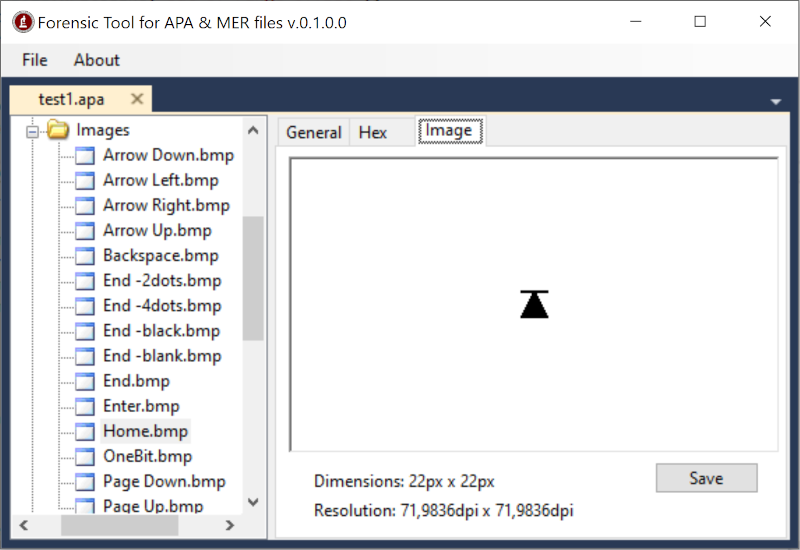 Forensic Tool for APA & MER files v.0.1.0.0
File About
test1.apa
Images
Arrow Down.bmp
Arrow Left.bmp
Arrow Right.bmp
Arrow Up.bmp
Backspace.bmp
End -2dots.bmp
End -4dots.bmp
End -black.bmp
End -blank.bmp
End.bmp
Enter.bmp
Home.bmp
OneBit.bmp
Page Down.bmp
Page Up.bmp
General Hex Image
Dimensions: 22px x 22px
Save
Resolution: 71,9836dpi x 71,9836dpi